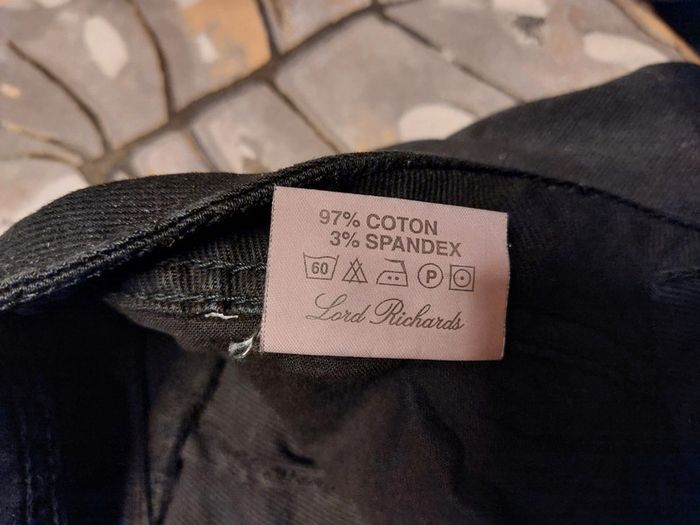 97% COTON
3% SPANDEX
60 P
Lord Richards